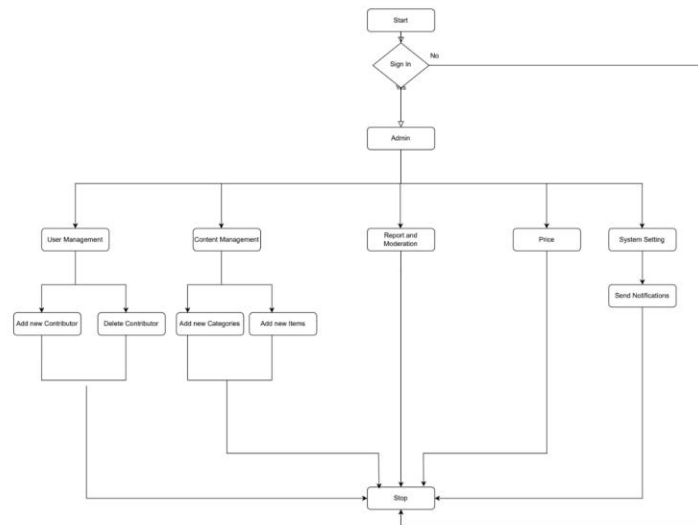 Start
Sign In
No
Yes
Admin
User Management
Content Management
Report and
Moderation
Price
System Setting
Send Notifications
Add new Contributor
Delete Contributor
Add new Categories
Add new Items
Stop